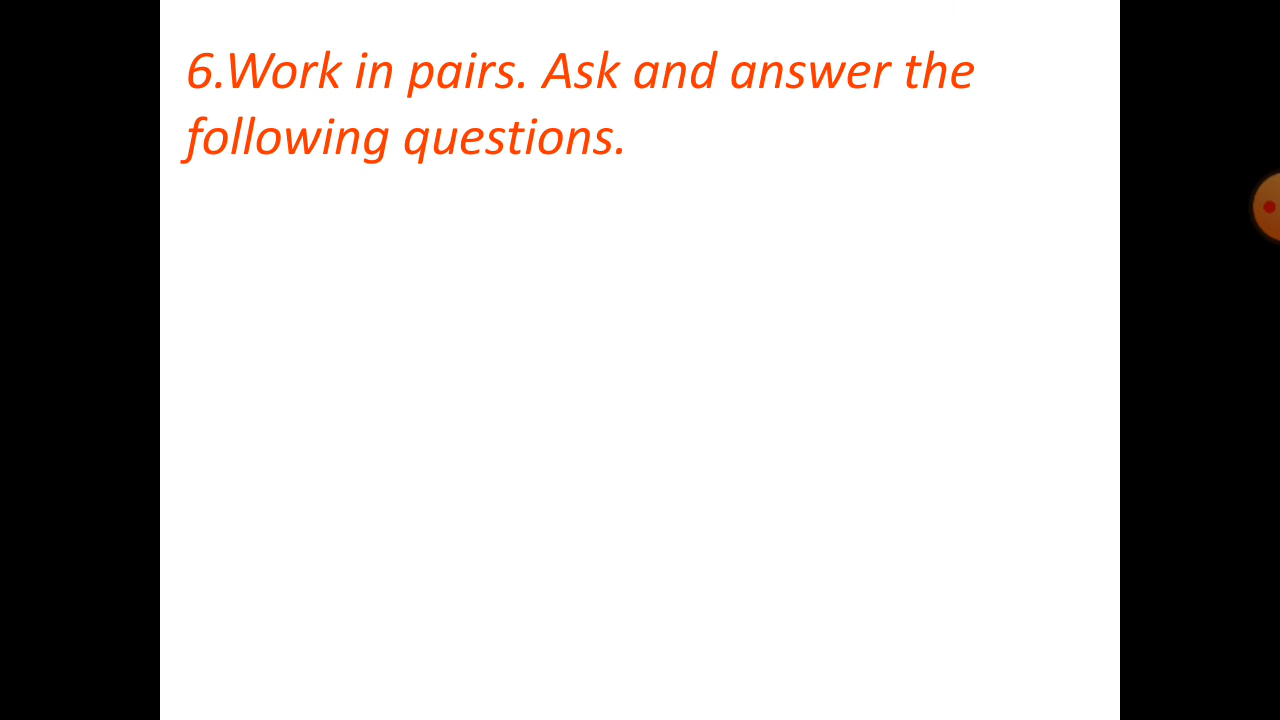 6.Work in pairs. Ask and answer the
following questions.